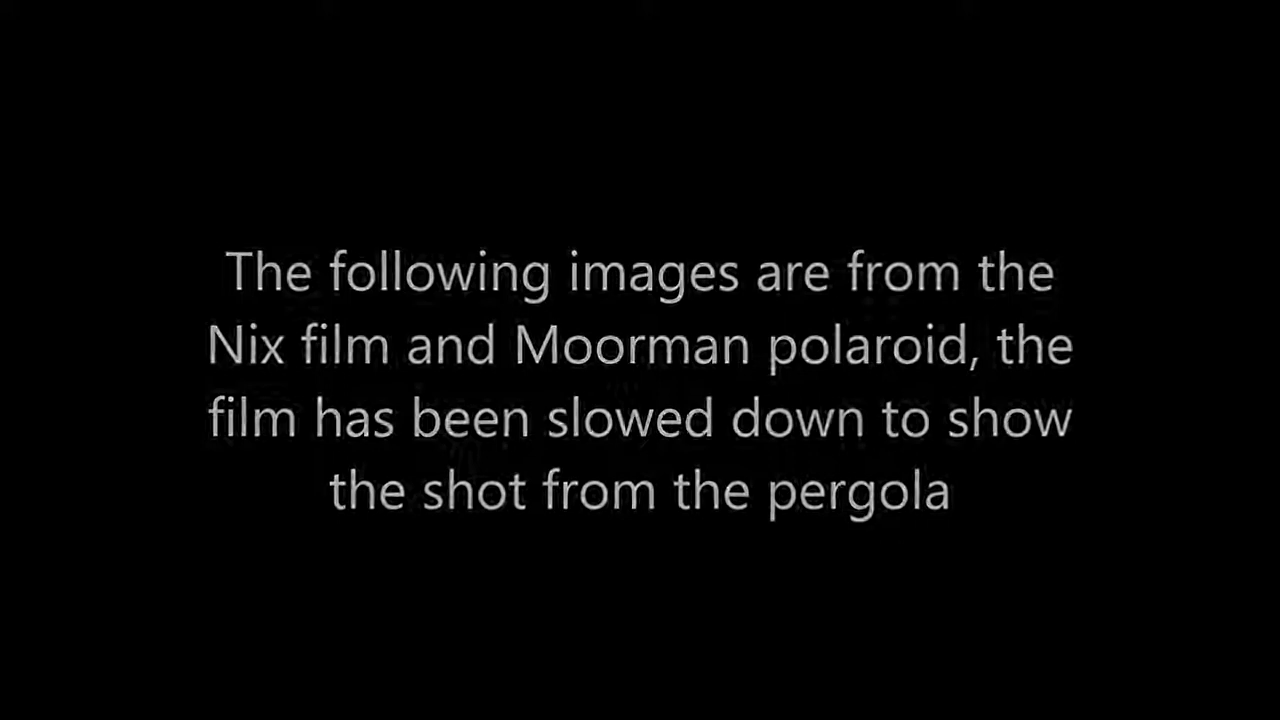 The following images are from the
Nix film and Moorman polaroid, the
film has been slowed down to show
the shot from the pergola